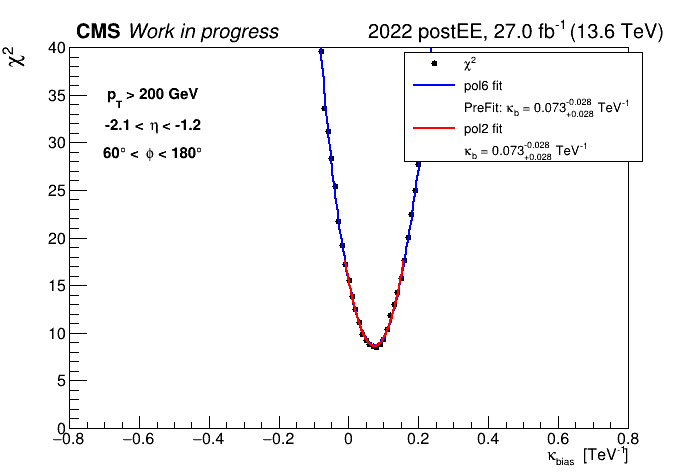 CMS Work in progress
2022 postEE, 27.0 fb⁻¹ (13.6 TeV)
χ²
40
35
30
25
20
15
10
5
0
p_T > 200 GeV
-2.1 < η < -1.2
60° < ϕ < 180°
χ²
pol6 fit
PreFit: κ_b = 0.073 -0.028 +0.028 TeV⁻¹
pol2 fit
κ_b = 0.073 -0.028 +0.028 TeV⁻¹
−0.8 −0.6 −0.4 −0.2 0 0.2 0.4 0.6 0.8
κ_bias [TeV⁻¹]